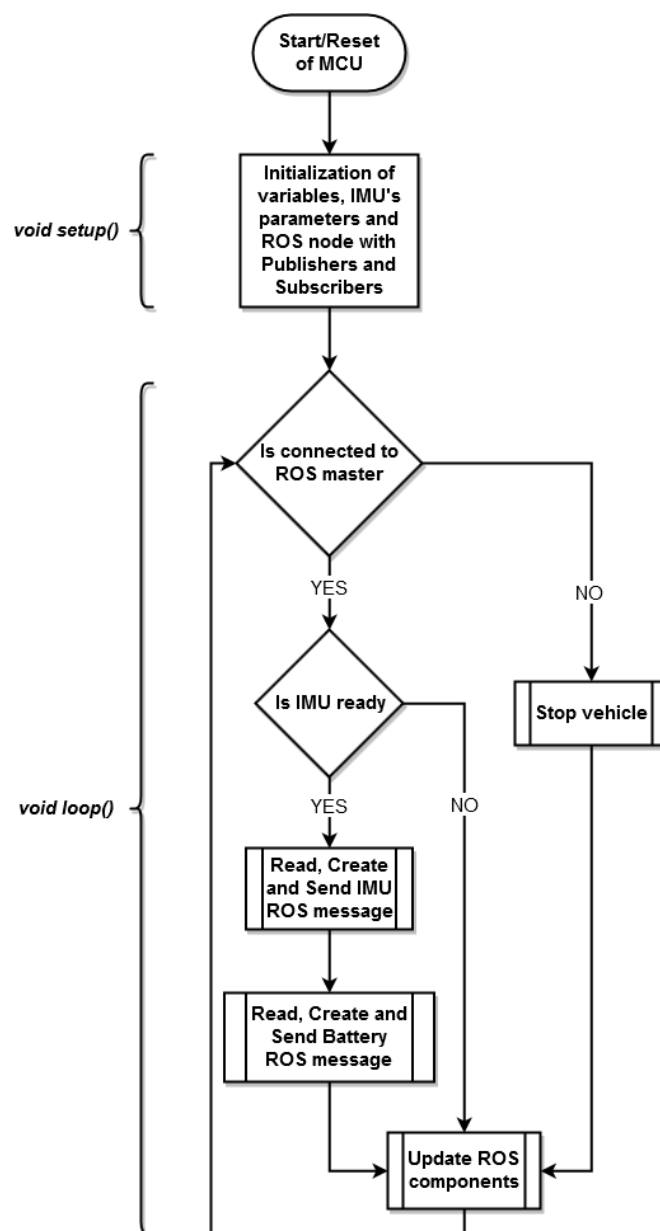 Start/Reset
of MCU
void setup()
Initialization of
variables, IMU's
parameters and
ROS node with
Publishers and
Subscribers
Is connected to
ROS master
YES
NO
Is IMU ready
Stop vehicle
void loop()
YES
NO
Read, Create
and Send IMU
ROS message
Read, Create and
Send Battery
ROS message
Update ROS
components